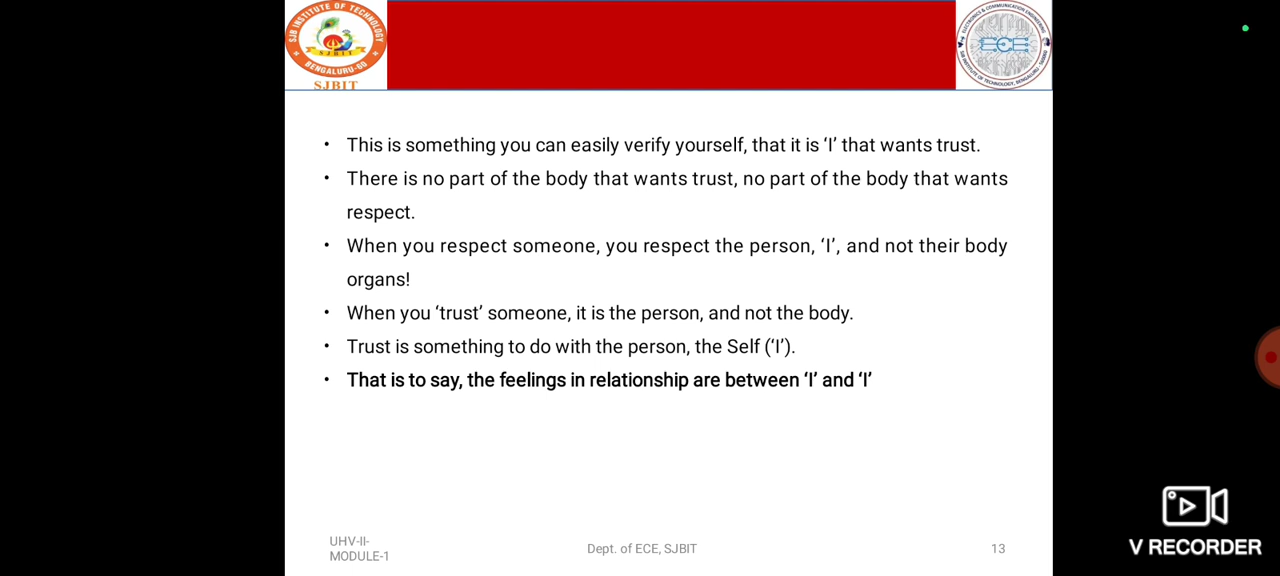 SJB INSTITUTE OF TECHNOLOGY
SJBIT
BENGALURU-60
SJBIT
ELECTRONICS & COMMUNICATION ENGINEERING
ECE
• This is something you can easily verify yourself, that it is ‘I’ that wants trust.
• There is no part of the body that wants trust, no part of the body that wants
respect.
• When you respect someone, you respect the person, ‘I’, and not their body
organs!
• When you ‘trust’ someone, it is the person, and not the body.
• Trust is something to do with the person, the Self (‘I’).
• That is to say, the feelings in relationship are between ‘I’ and ‘I’
UHV-II-
MODULE-1
Dept. of ECE, SJBIT
13
V RECORDER